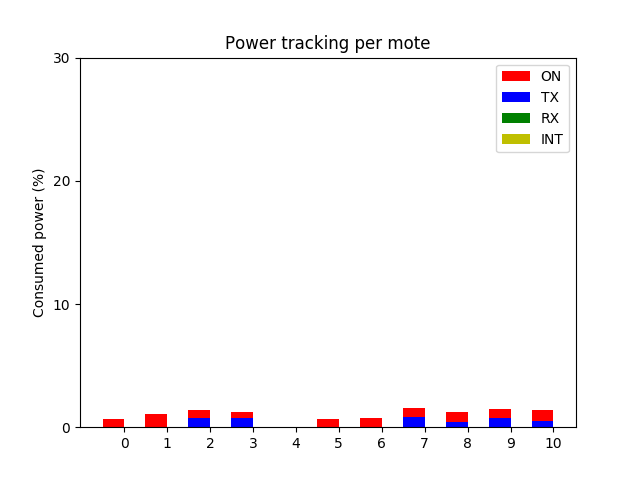 Power tracking per mote
30
20
10
0
Consumed power (%)
ON
TX
RX
INT
0 1 2 3 4 5 6 7 8 9 10